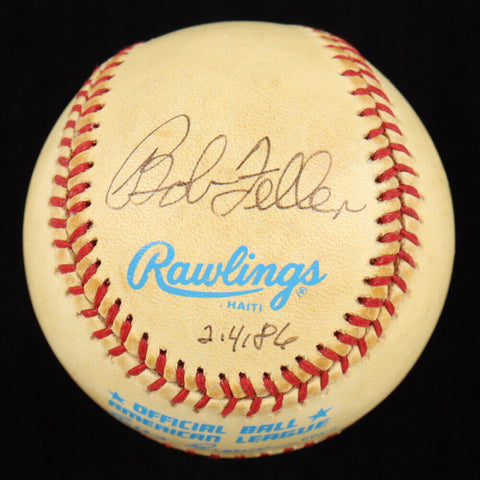 Bob Feller
Rawlings®
HAITI
2.4.86
OFFICIAL BALL
AMERICAN LEAGUE